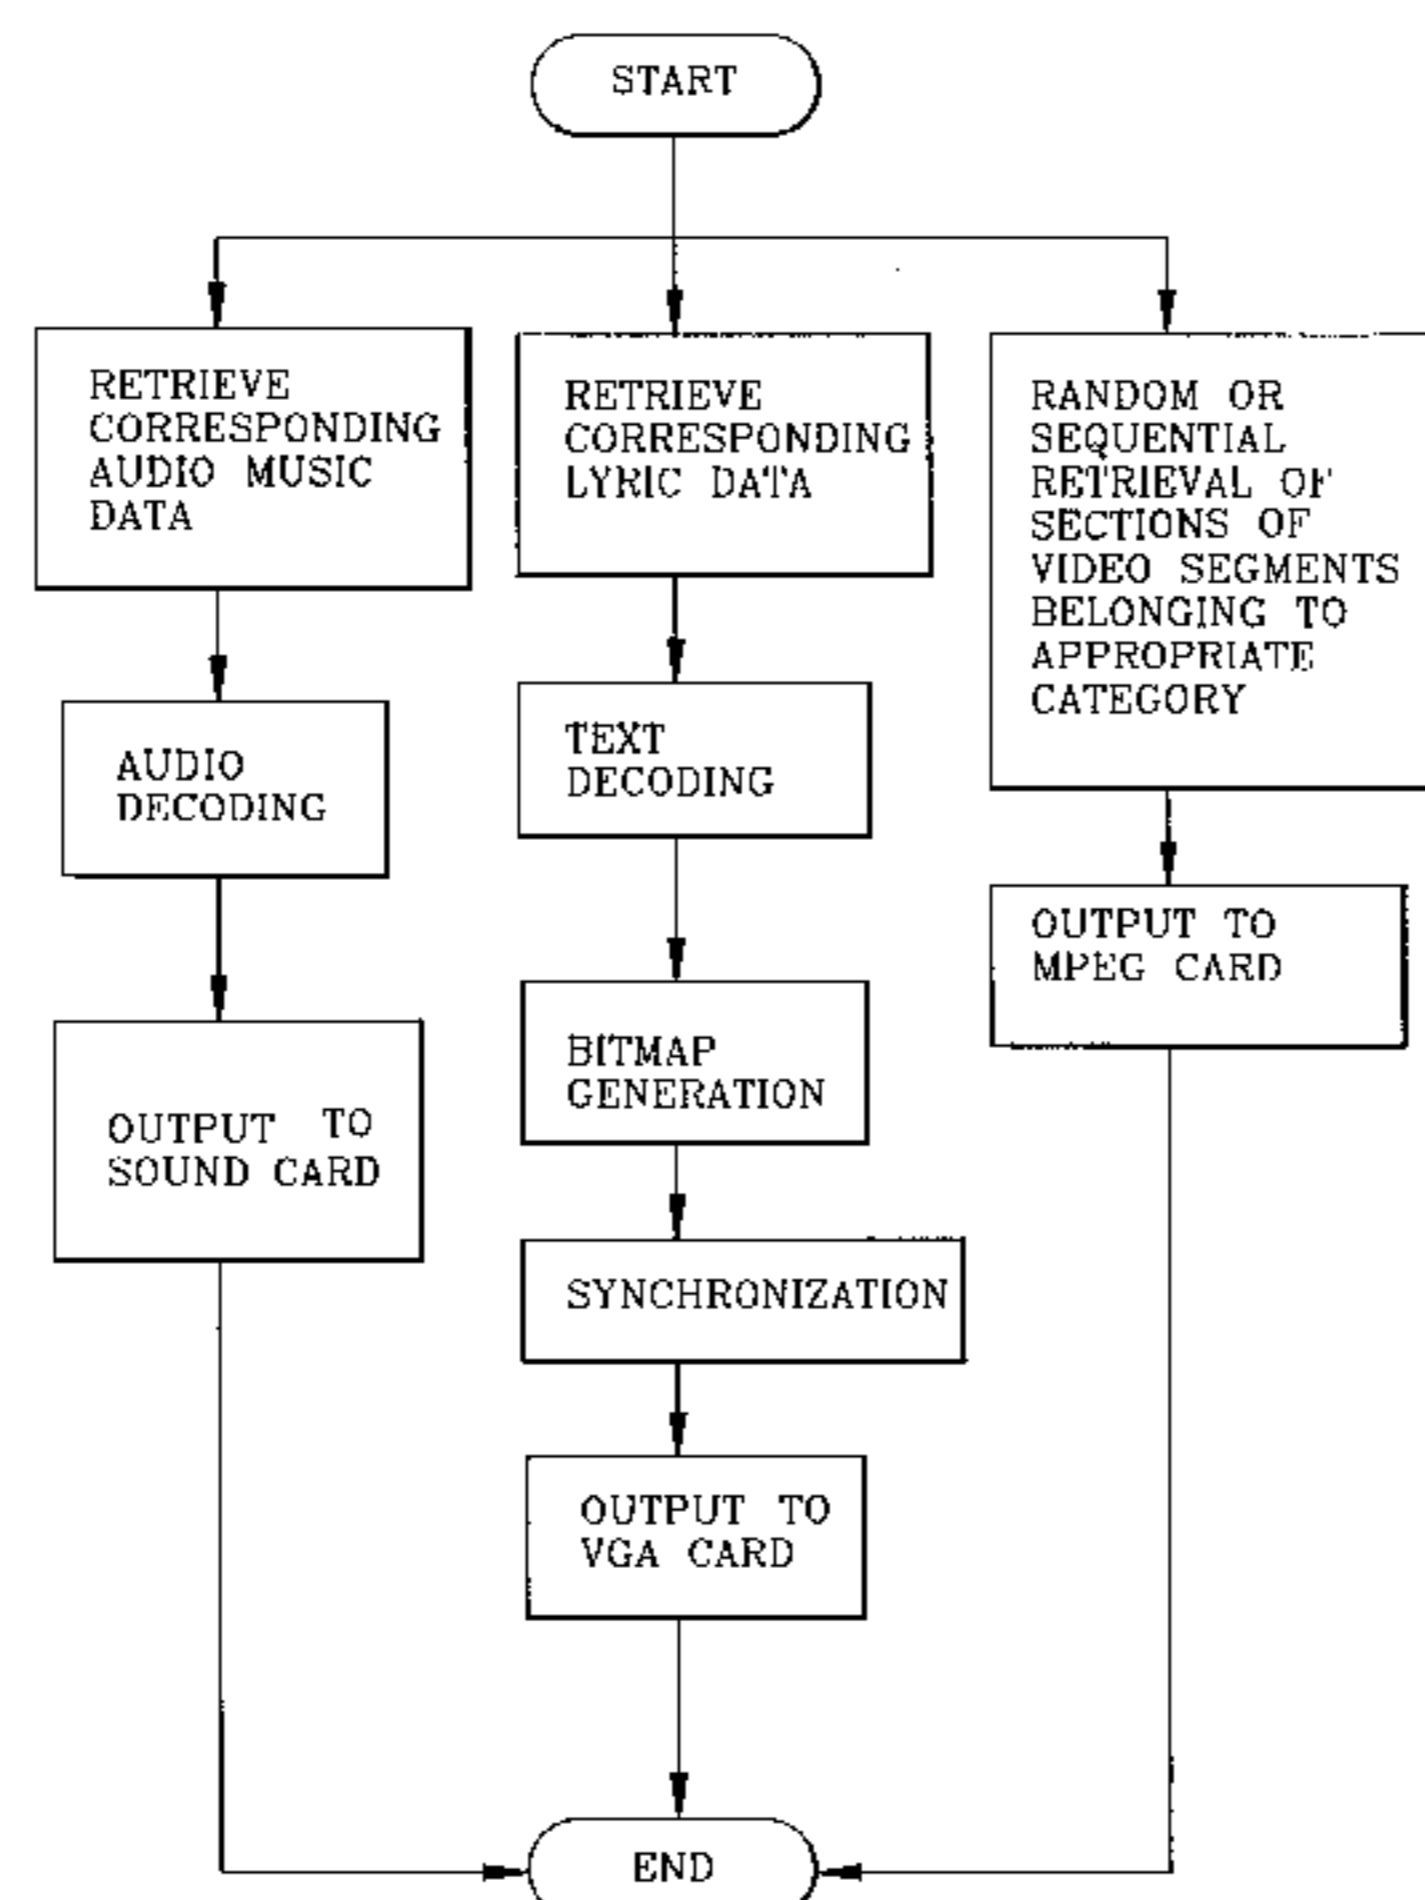 START
RETRIEVE
CORRESPONDING
AUDIO MUSIC
DATA
RETRIEVE
CORRESPONDING
LYRIC DATA
RANDOM OR
SEQUENTIAL
RETRIEVAL OF
SECTIONS OF
VIDEO SEGMENTS
BELONGING TO
APPROPRIATE
CATEGORY
AUDIO
DECODING
TEXT
DECODING
OUTPUT TO
MPEG CARD
OUTPUT TO
SOUND CARD
BITMAP
GENERATION
SYNCHRONIZATION
OUTPUT TO
VGA CARD
END